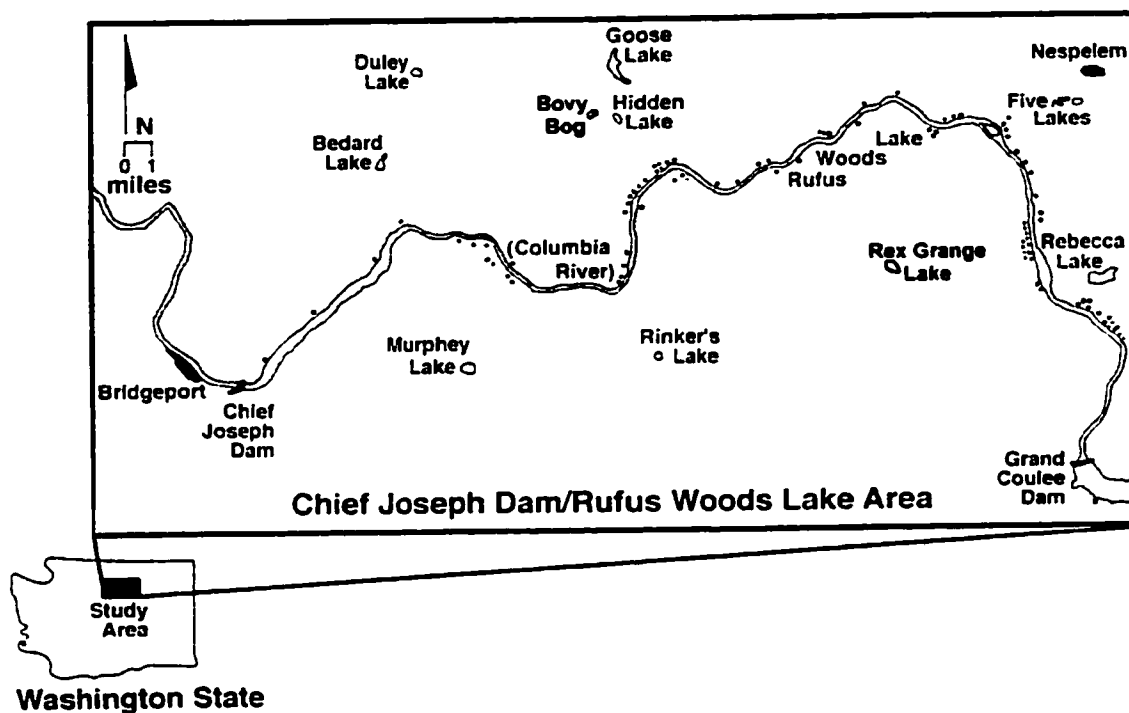 Goose
Lake
Nespelem
Duley
Lake
Bovy
Bog
Hidden
Lake
Five
Lakes
N
0 1
miles
Bedard
Lake
Lake
Woods
Rufus
(Columbia
River)
Rex Grange
Lake
Rebecca
Lake
Murphey
Lake
Rinker's
Lake
Bridgeport
Chief
Joseph
Dam
Grand
Coulee
Dam
Chief Joseph Dam/Rufus Woods Lake Area
Study
Area
Washington State